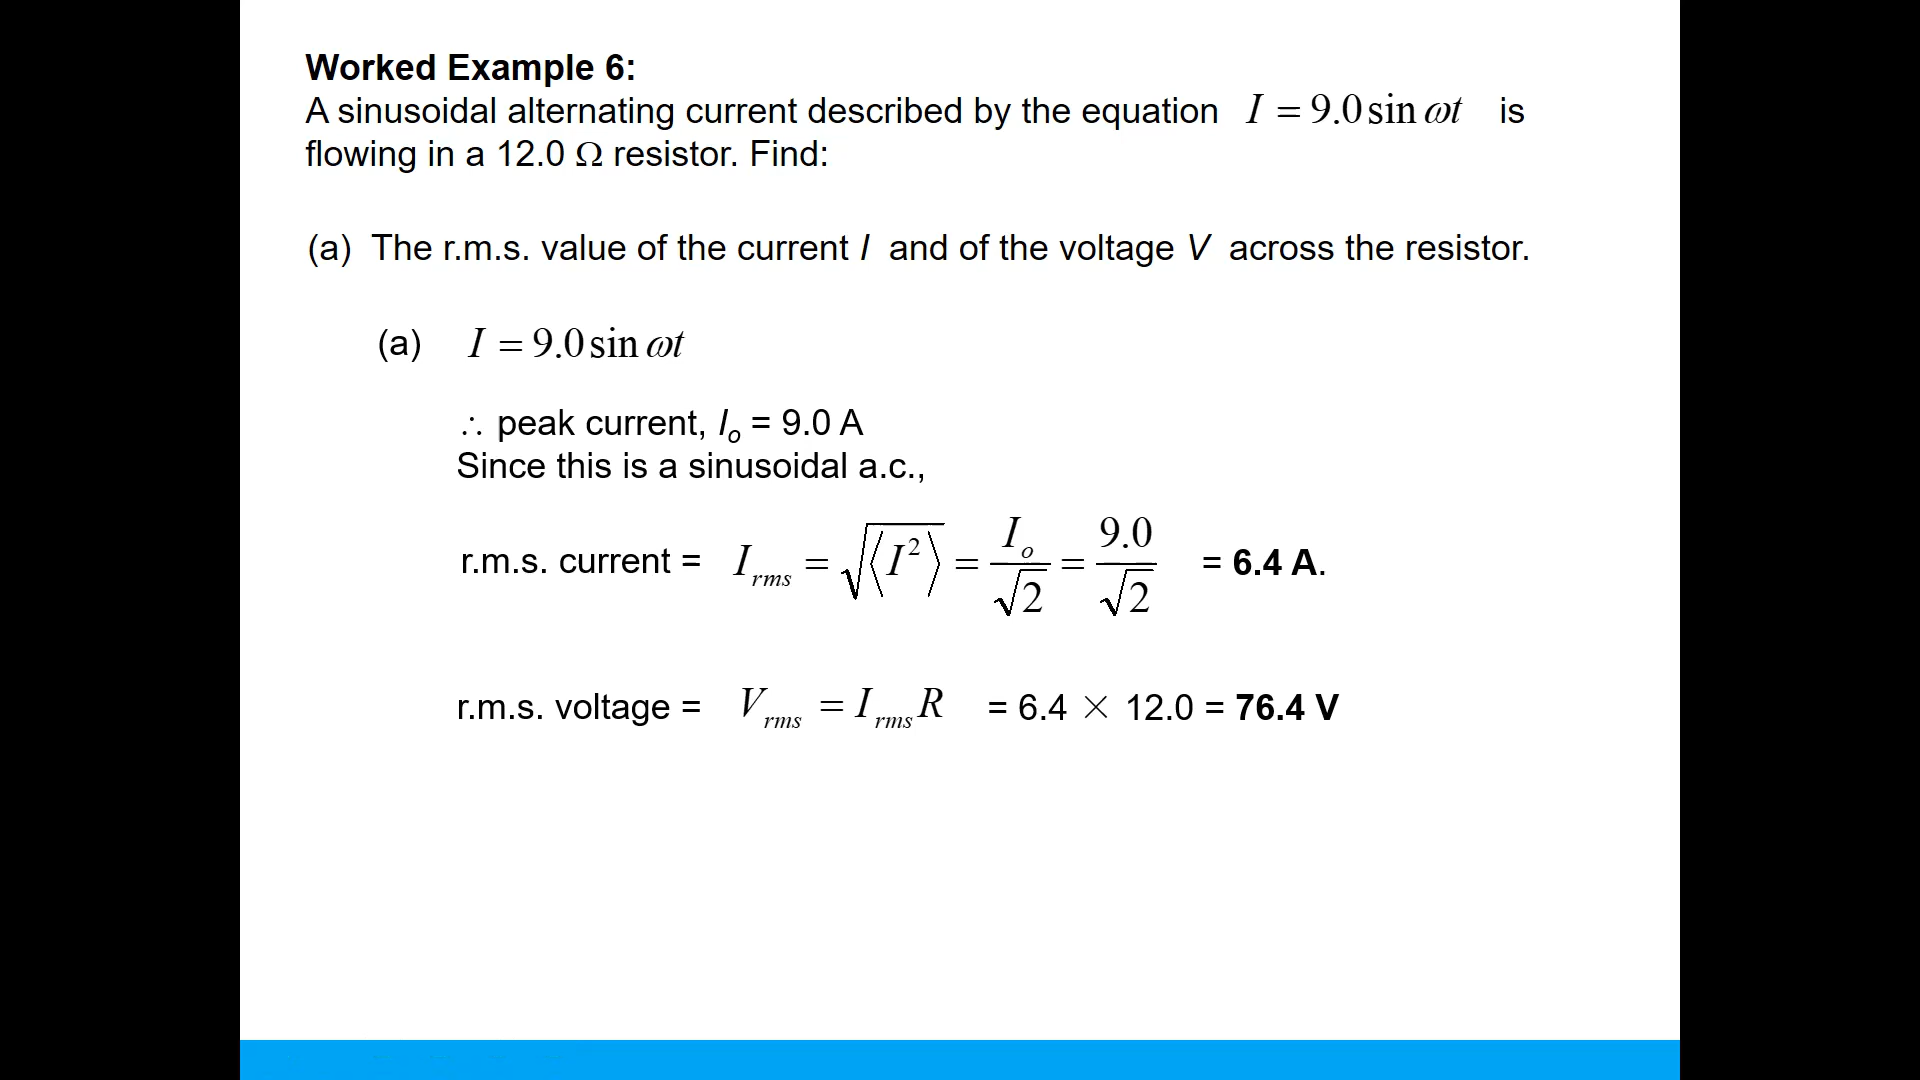 Worked Example 6:
A sinusoidal alternating current described by the equation I = 9.0 sin ωt is
flowing in a 12.0 Ω resistor. Find:
(a) The r.m.s. value of the current I and of the voltage V across the resistor.
(a) I = 9.0 sin ωt
∴ peak current, Iₒ = 9.0 A
Since this is a sinusoidal a.c.,
r.m.s. current = I_rms = √⟨I²⟩ = Iₒ/√2 = 9.0/√2 = 6.4 A.
r.m.s. voltage = V_rms = I_rms R = 6.4 × 12.0 = 76.4 V